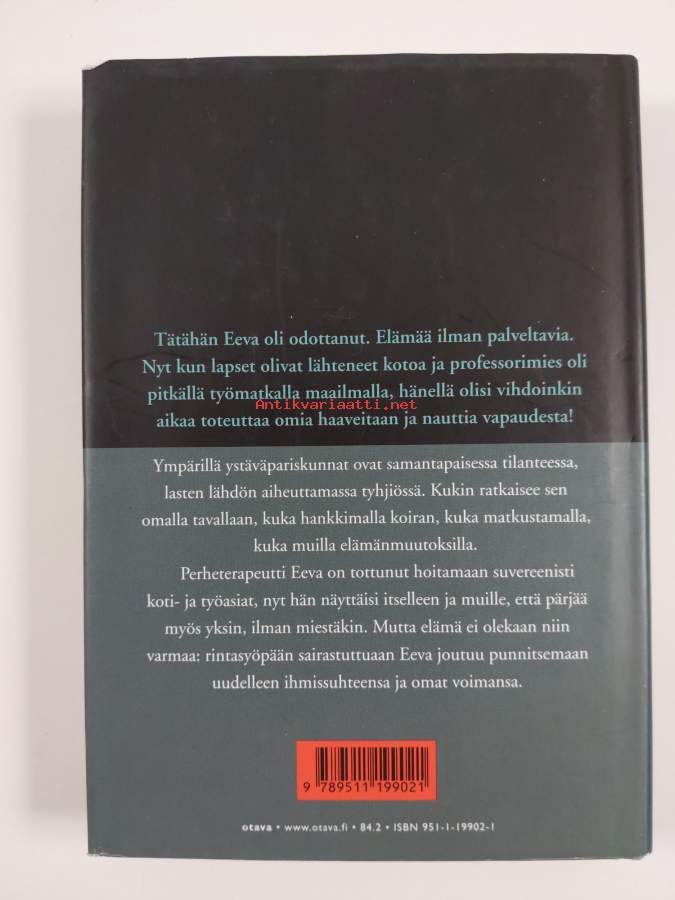 Tätähän Eeva oli odottanut. Elämää ilman palveltavia.
Nyt kun lapset olivat lähteneet kotoa ja professorimies oli
pitkällä työmatkalla maailmalla, hänellä olisi vihdoinkin
Antikvariaatti.net
aikaa toteuttaa omia haaveitaan ja nauttia vapaudesta!
Ympärillä ystäväpariskunnat ovat samantapaisessa tilanteessa,
lasten lähdön aiheuttamassa tyhjiössä. Kukin ratkaisee sen
omalla tavallaan, kuka hankkimalla koiran, kuka matkustamalla,
kuka muilla elämänmuutoksilla.
Perheterapeutti Eeva on tottunut hoitamaan suvereenisti
koti- ja työasiat, nyt hän näyttäisi itselleen ja muille, että pärjää
myös yksin, ilman miestäkin. Mutta elämä ei olekaan niin
varmaa: rintasyöpään sairastuttuaan Eeva joutuu punnitsemaan
uudelleen ihmissuhteensa ja omat voimansa.
9 789511 199021
otava • www.otava.fi • 84.2 • ISBN 951-1-19902-1